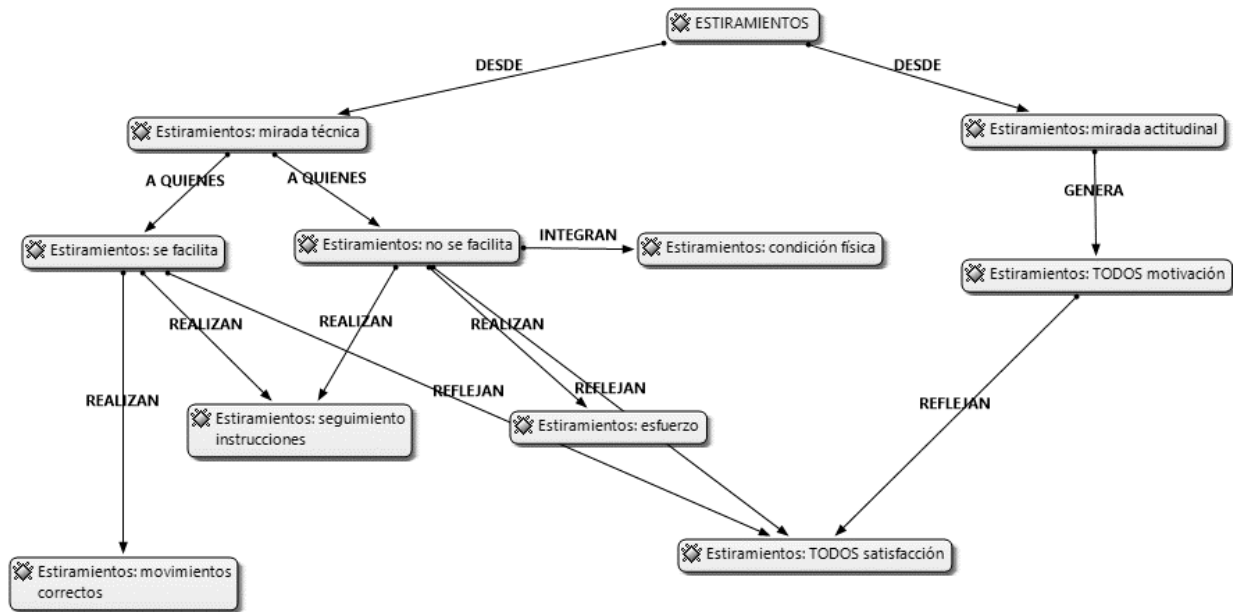 ESTIRAMIENTOS
DESDE
DESDE
Estiramientos: mirada técnica
Estiramientos: mirada actitudinal
A QUIENES
A QUIENES
GENERA
Estiramientos: se facilita
Estiramientos: no se facilita
INTEGRAN
Estiramientos: condición física
Estiramientos: TODOS motivación
REALIZAN
REALIZAN
REALIZAN
REALIZAN
REFLEJAN
REFLEJAN
REFLEJAN
Estiramientos: seguimiento
instrucciones
Estiramientos: esfuerzo
Estiramientos: TODOS satisfacción
Estiramientos: movimientos
correctos